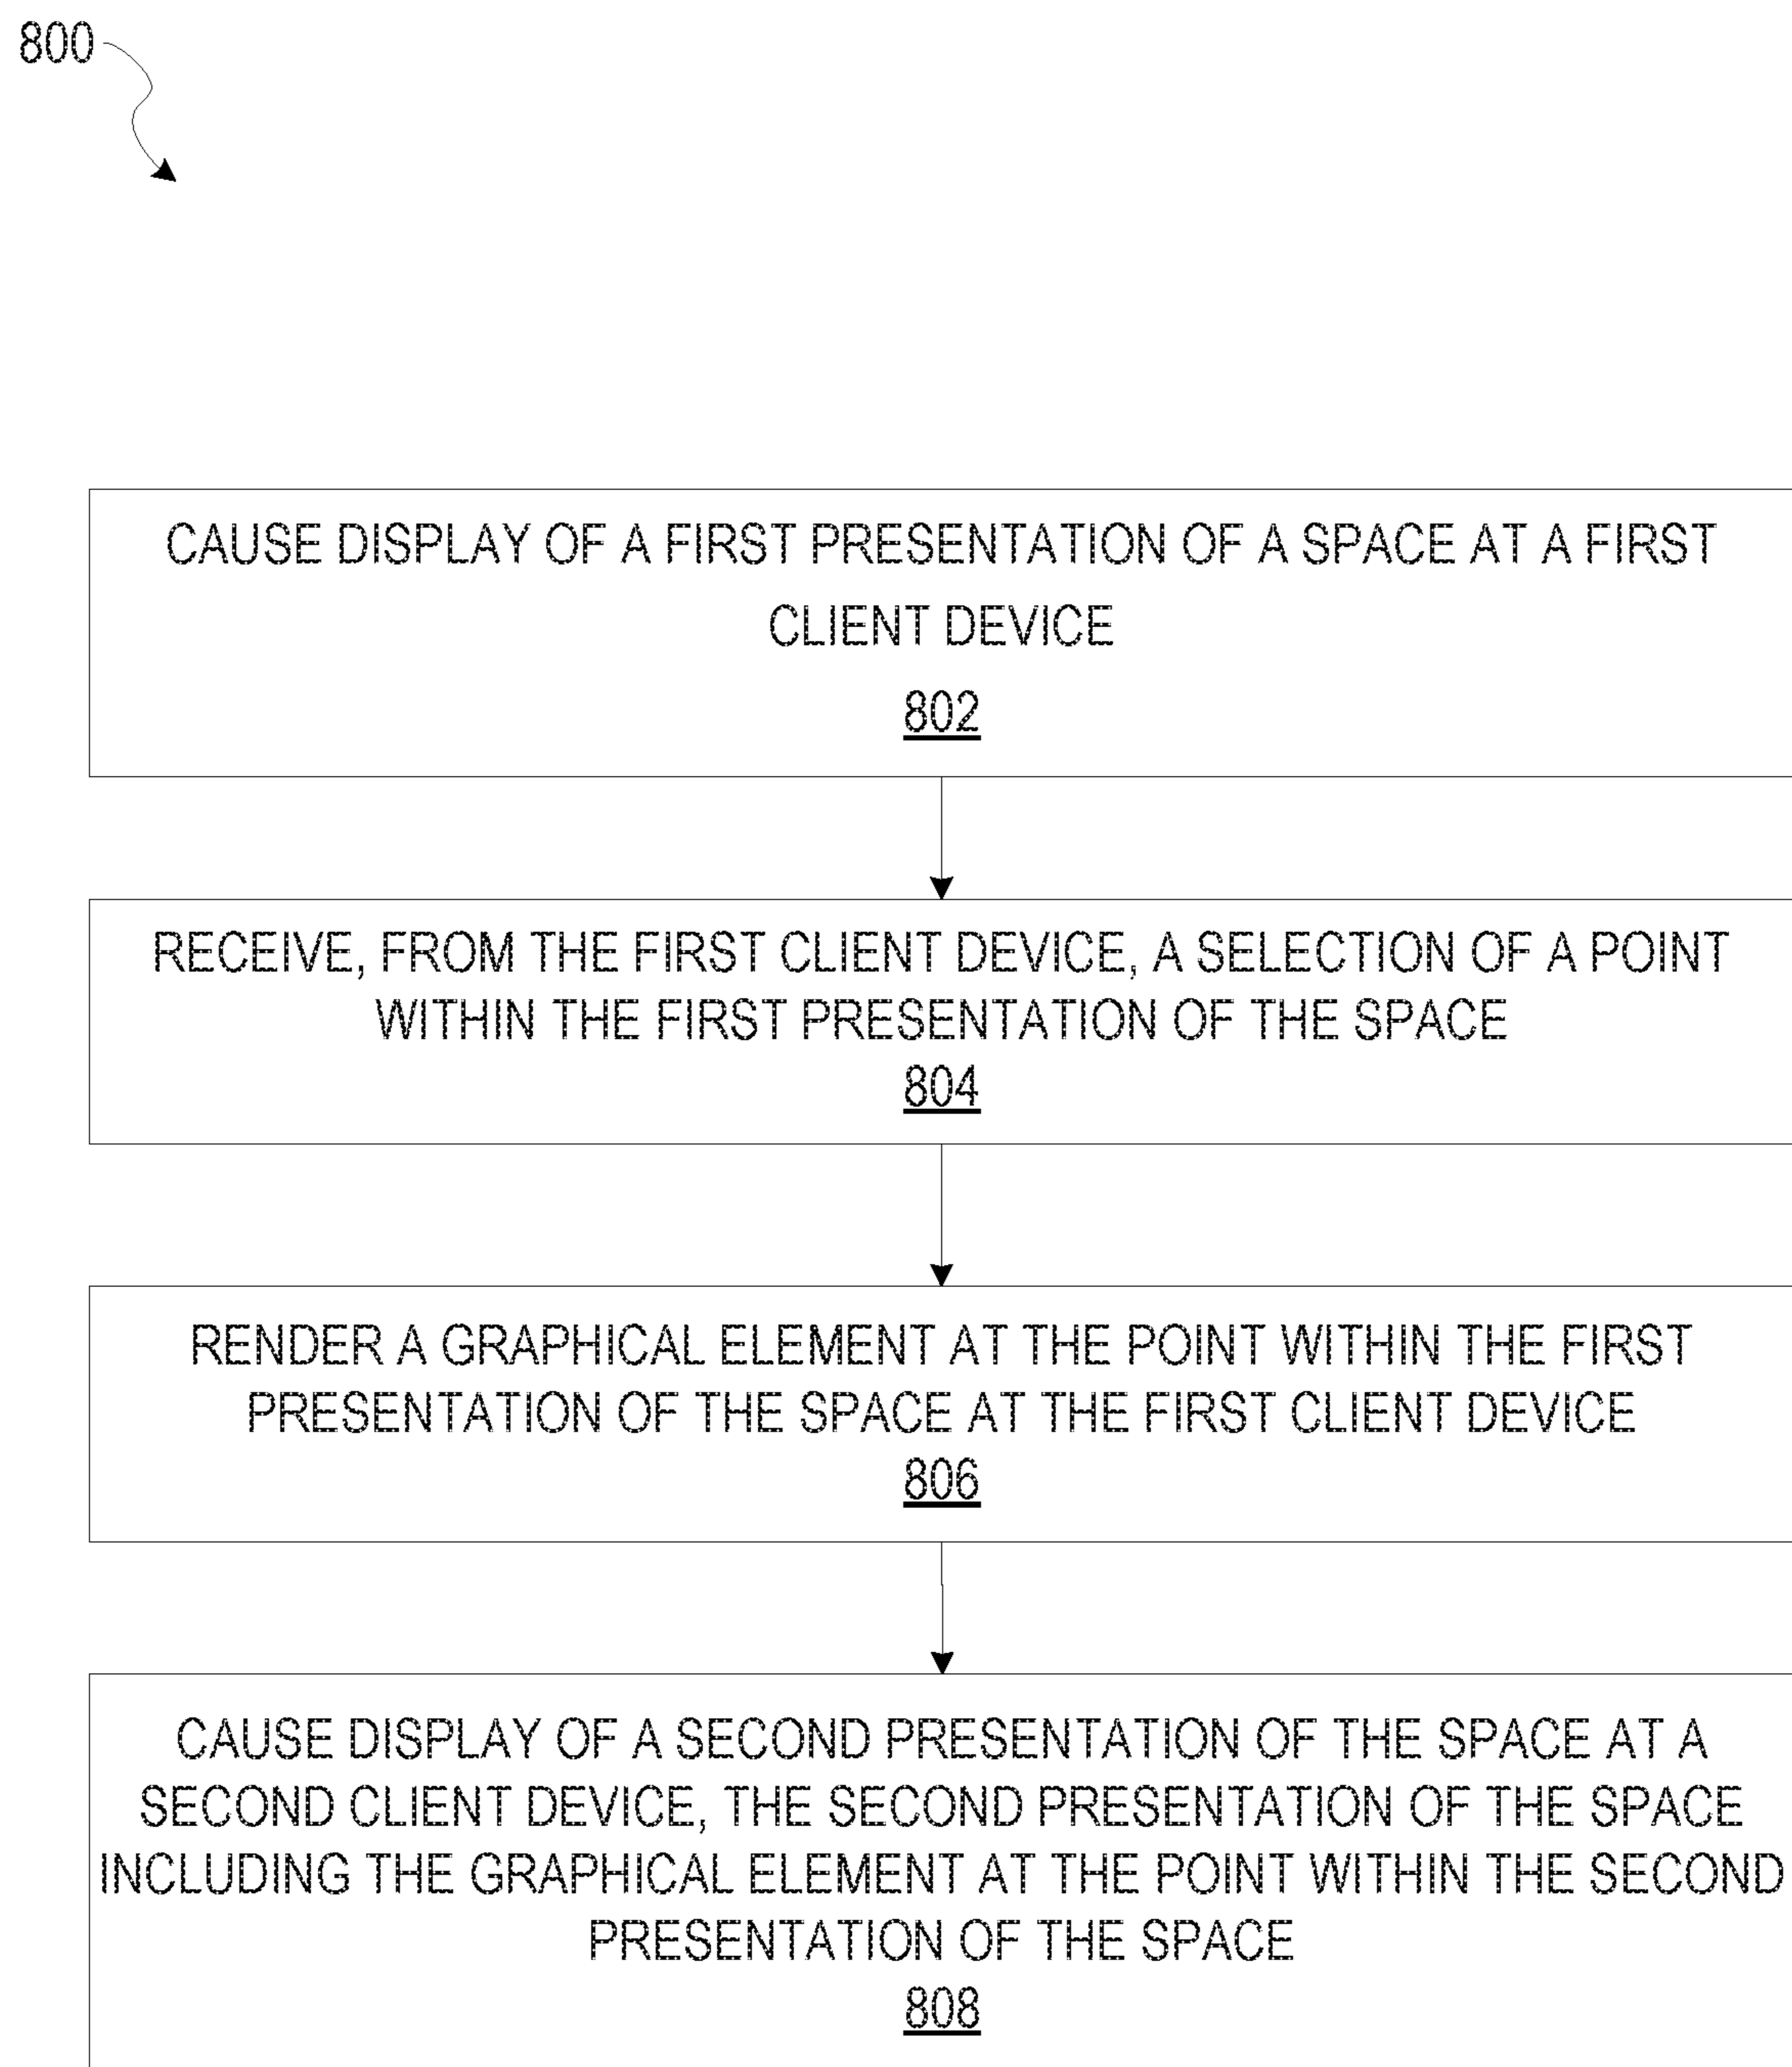 800
CAUSE DISPLAY OF A FIRST PRESENTATION OF A SPACE AT A FIRST
CLIENT DEVICE
802
RECEIVE, FROM THE FIRST CLIENT DEVICE, A SELECTION OF A POINT
WITHIN THE FIRST PRESENTATION OF THE SPACE
804
RENDER A GRAPHICAL ELEMENT AT THE POINT WITHIN THE FIRST
PRESENTATION OF THE SPACE AT THE FIRST CLIENT DEVICE
806
CAUSE DISPLAY OF A SECOND PRESENTATION OF THE SPACE AT A
SECOND CLIENT DEVICE, THE SECOND PRESENTATION OF THE SPACE
INCLUDING THE GRAPHICAL ELEMENT AT THE POINT WITHIN THE SECOND
PRESENTATION OF THE SPACE
808